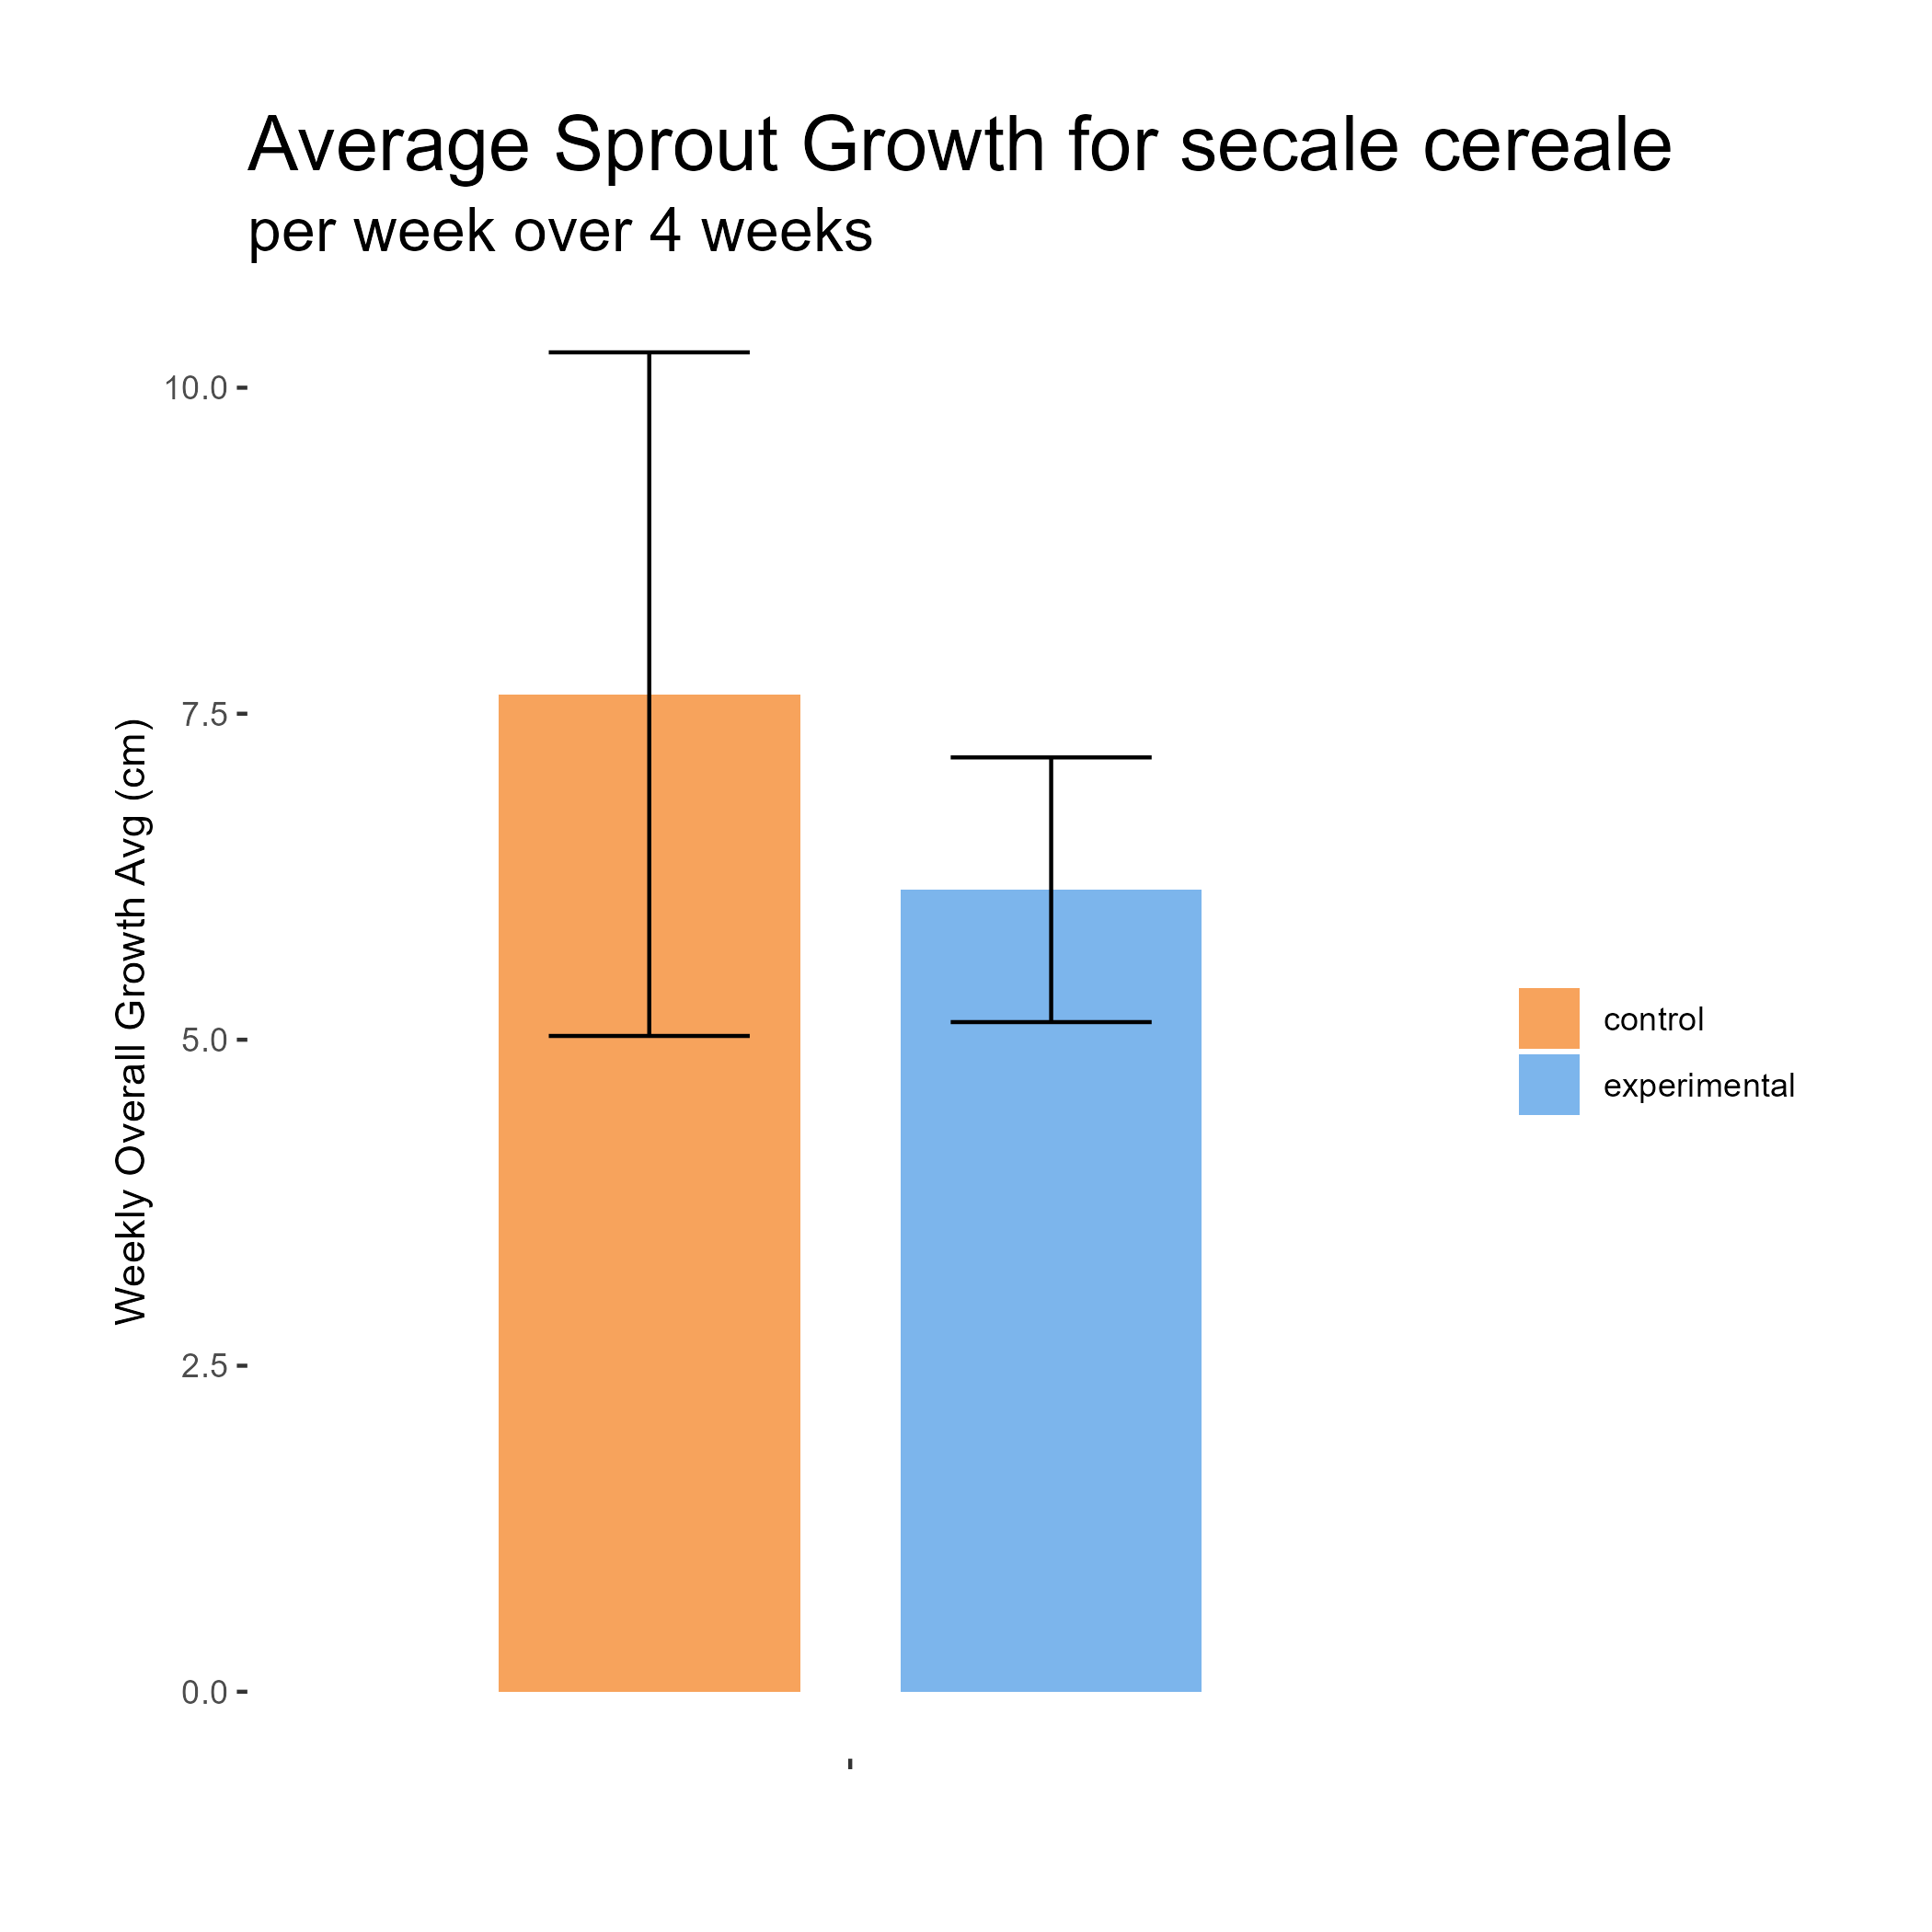 Average Sprout Growth for secale cereale
per week over 4 weeks
Weekly Overall Growth Avg (cm)
10.0
7.5
5.0
2.5
0.0
control
experimental